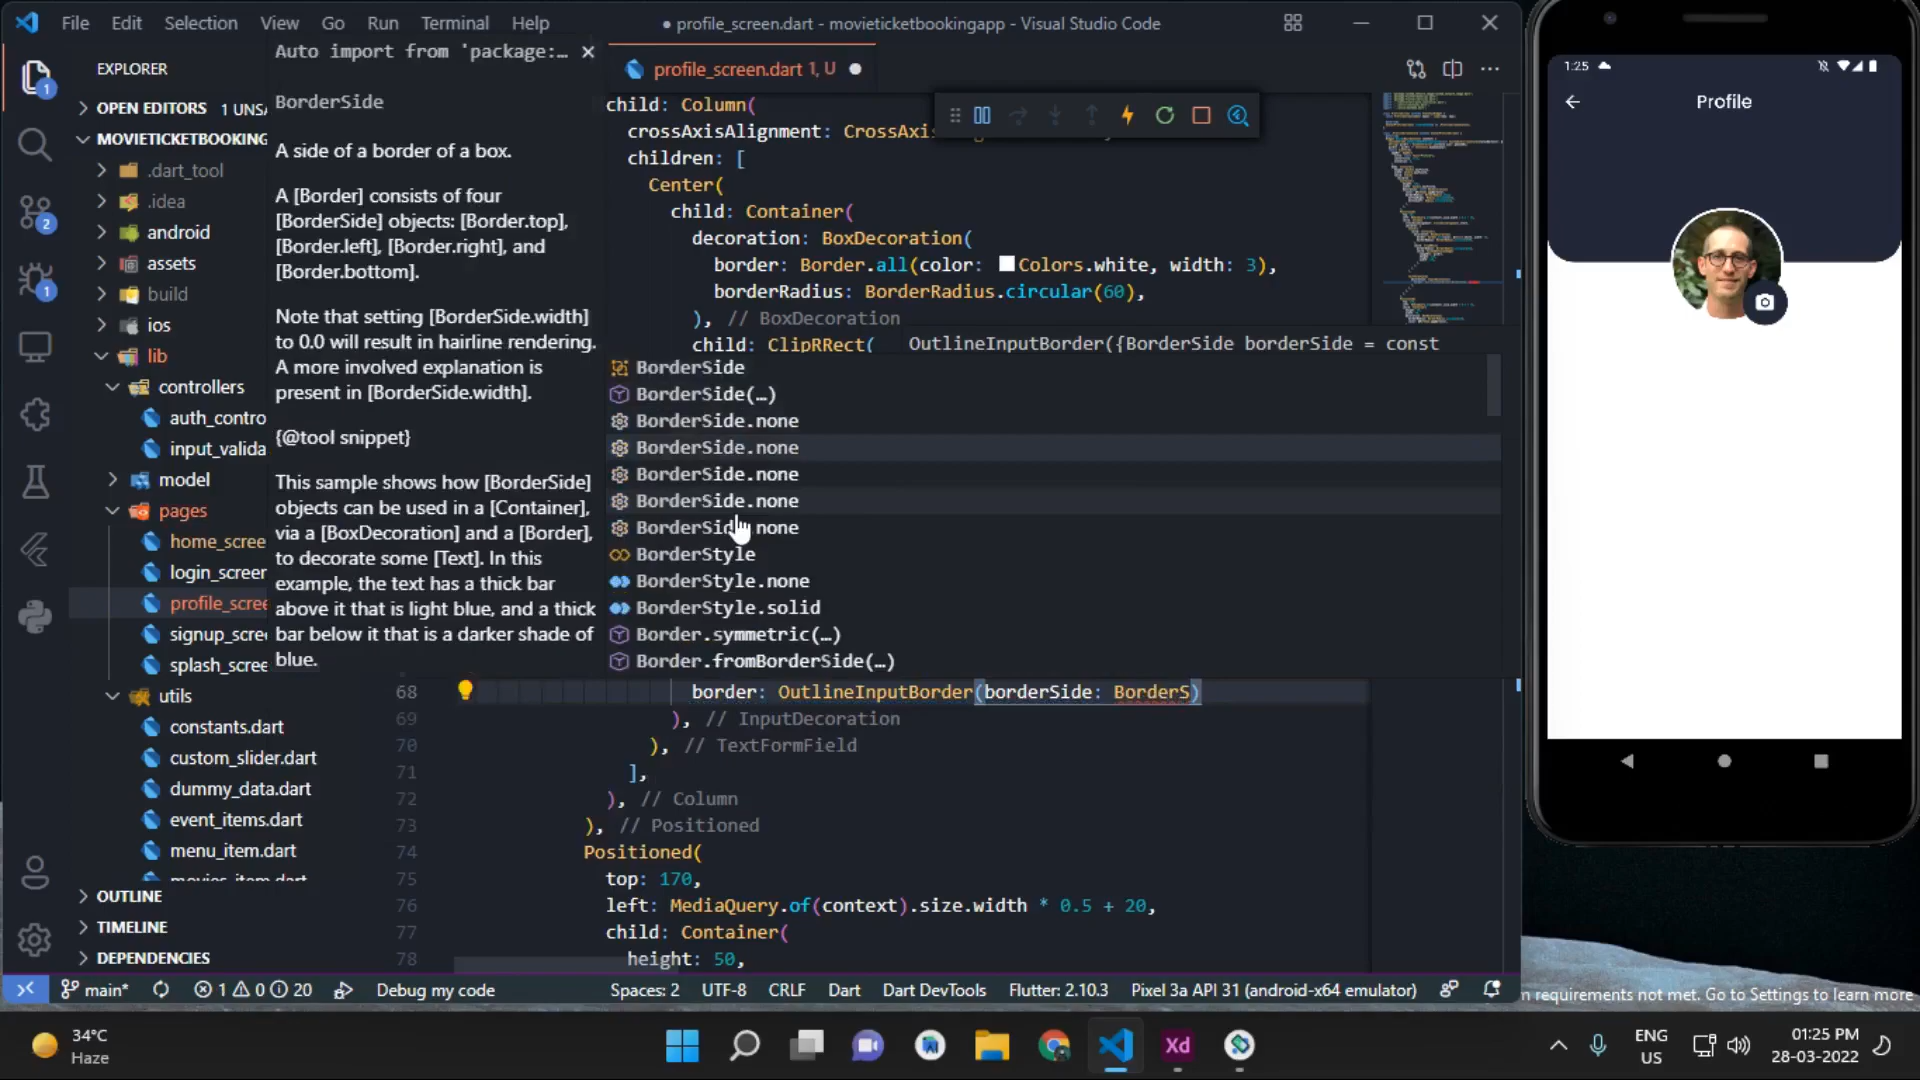 File Edit Selection View Go Run Terminal Help
● profile_screen.dart - movieticketbookingapp - Visual Studio Code
EXPLORER
OPEN EDITORS 1 UNSA
MOVIETICKETBOOKING
.dart_tool
.idea
android
assets
build
ios
lib
controllers
auth_contro
input_valida
model
pages
home_scree
login_screen
profile_scree
signup_scree
splash_scree
utils
constants.dart
custom_slider.dart
dummy_data.dart
event_items.dart
menu_item.dart
movies_item.dart
OUTLINE
TIMELINE
DEPENDENCIES
1
2
1
Auto import from 'package:…
BorderSide
A side of a border of a box.
A [Border] consists of four
[BorderSide] objects: [Border.top],
[Border.left], [Border.right], and
[Border.bottom].
Note that setting [BorderSide.width]
to 0.0 will result in hairline rendering.
A more involved explanation is
present in [BorderSide.width].
{@tool snippet}
This sample shows how [BorderSide]
objects can be used in a [Container],
via a [BoxDecoration] and a [Border],
to decorate some [Text]. In this
example, the text has a thick bar
above it that is light blue, and a thick
bar below it that is a darker shade of
blue.
profile_screen.dart 1, U
child: Column(
crossAxisAlignment: CrossAxis
children: [
Center(
child: Container(
decoration: BoxDecoration(
border: Border.all(color: Colors.white, width: 3),
borderRadius: BorderRadius.circular(60),
), // BoxDecoration
child: ClipRRect(
OutlineInputBorder({BorderSide borderSide = const
BorderSide
BorderSide(…)
BorderSide.none
BorderSide.none
BorderSide.none
BorderSide.none
BorderSide.none
BorderStyle
BorderStyle.none
BorderStyle.solid
Border.symmetric(…)
Border.fromBorderSide(…)
68 border: OutlineInputBorder(borderSide: BorderS)
69 ), // InputDecoration
70 ), // TextFormField
71 ],
72 ), // Column
73 ), // Positioned
74 Positioned(
75 top: 170,
76 left: MediaQuery.of(context).size.width * 0.5 + 20,
77 child: Container(
78 height: 50,
main* 1 0 20 Debug my code Spaces: 2 UTF-8 CRLF Dart Dart DevTools Flutter: 2.10.3 Pixel 3a API 31 (android-x64 emulator)
1:25
Profile
requirements not met. Go to Settings to learn more
34°C
Haze
Xd
ENG
US
01:25 PM
28-03-2022